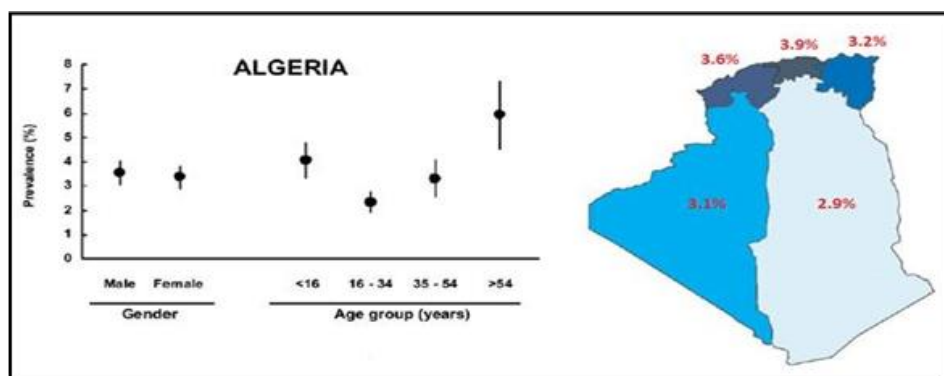 ALGERIA
Prevalence (%)
8
7
6
5
4
3
2
1
0
Male Female
Gender
<16 16 - 34 35 - 54 >54
Age group (years)
3.6% 3.9% 3.2%
3.1% 2.9%